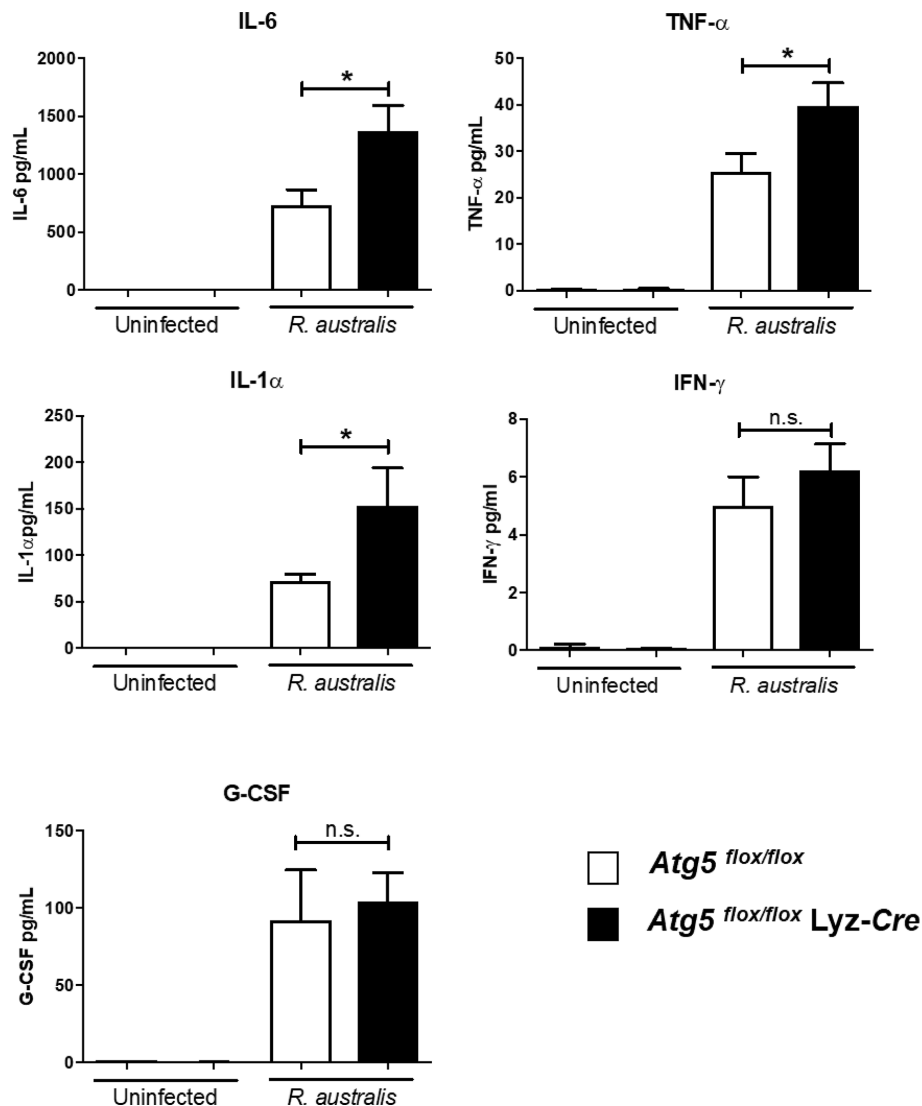 IL-6
2000
1500
1000
500
0
IL-6 pg/mL
*
Uninfected
R. australis
TNF-α
50
40
30
20
10
0
TNF-α pg/mL
*
Uninfected
R. australis
IL-1α
250
200
150
100
50
0
IL-1αpg/mL
*
Uninfected
R. australis
IFN-γ
8
6
4
2
0
IFN-γ pg/ml
n.s.
Uninfected
R. australis
G-CSF
150
100
50
0
G-CSF pg/mL
n.s.
Uninfected
R. australis
Atg5 flox/flox
Atg5 flox/flox Lyz-Cre